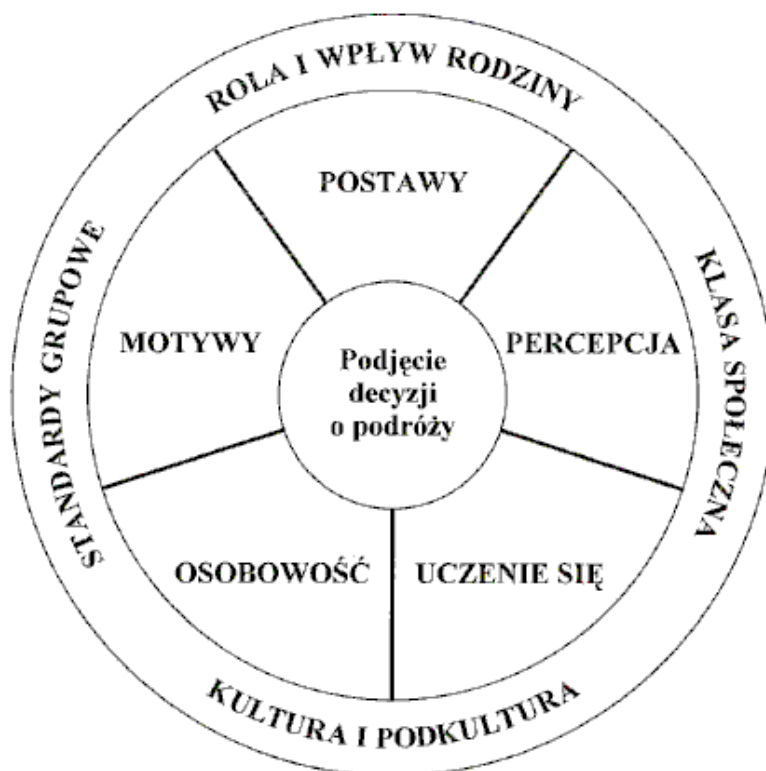 ROLA I WPŁYW RODZINY
POSTAWY
STANDARDY GRUPOWE
MOTYWY
Podjęcie
decyzji
o podróży
PERCEPCJA
KLASA SPOŁECZNA
OSOBOWOŚĆ
UCZENIE SIĘ
KULTURA I PODKULTURA